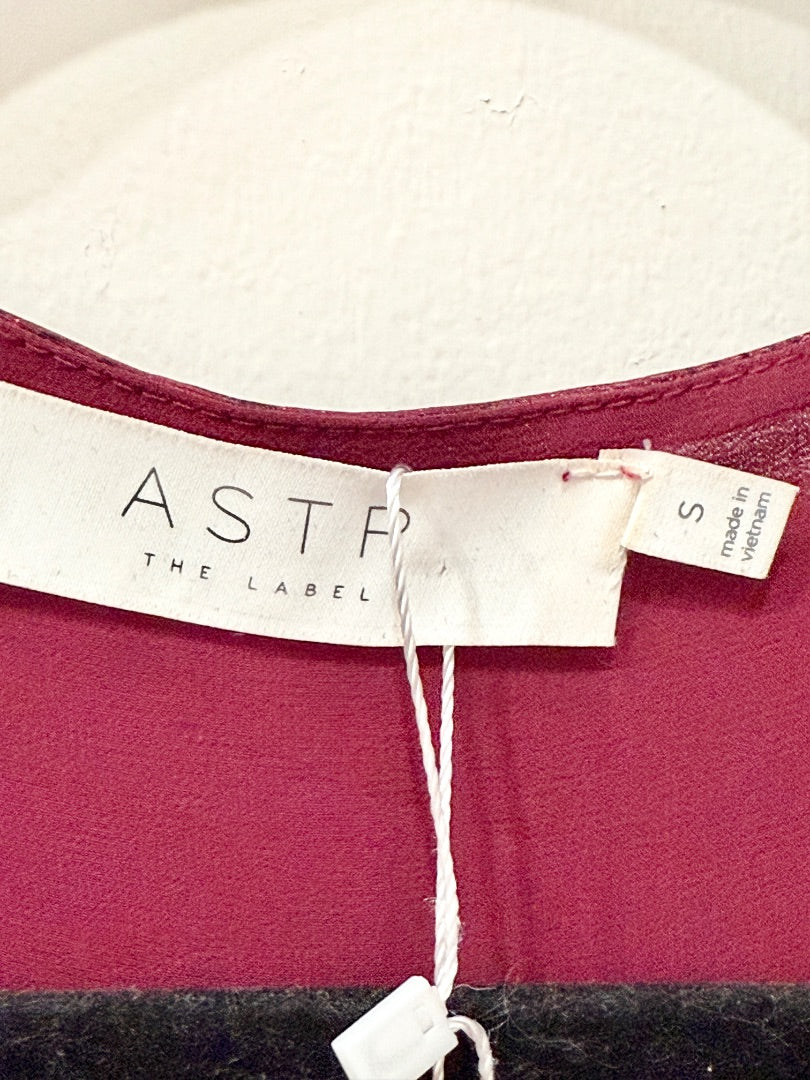 ASTR
THE LABEL
S
made in
vietnam